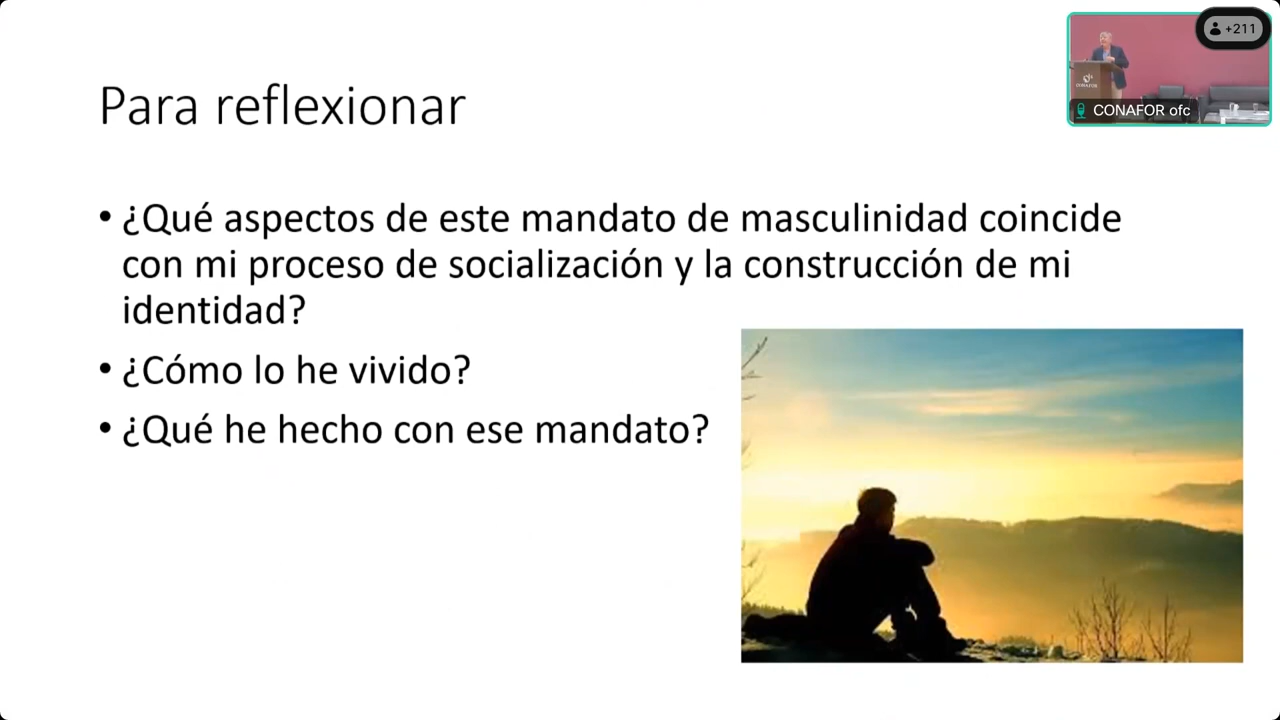 +211
CONAFOR
CONAFOR ofc
Para reflexionar
• ¿Qué aspectos de este mandato de masculinidad coincide
con mi proceso de socialización y la construcción de mi
identidad?
• ¿Cómo lo he vivido?
• ¿Qué he hecho con ese mandato?